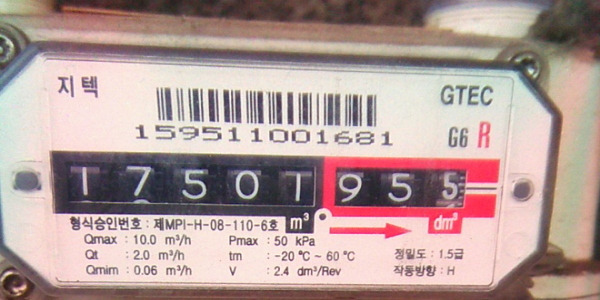 지텍
GTEC
159511001681
G6 R
17501 955
m³
dm³
형식승인번호 : 제MPI-H-08-110-6호
Qmax : 10.0 m³/h Pmax : 50 kPa
Qt : 2.0 m³/h tm : -20 °C ~ 60 °C 정밀도 : 1.5급
Qmim : 0.06 m³/h V : 2.4 dm³/Rev 작동방향 : H